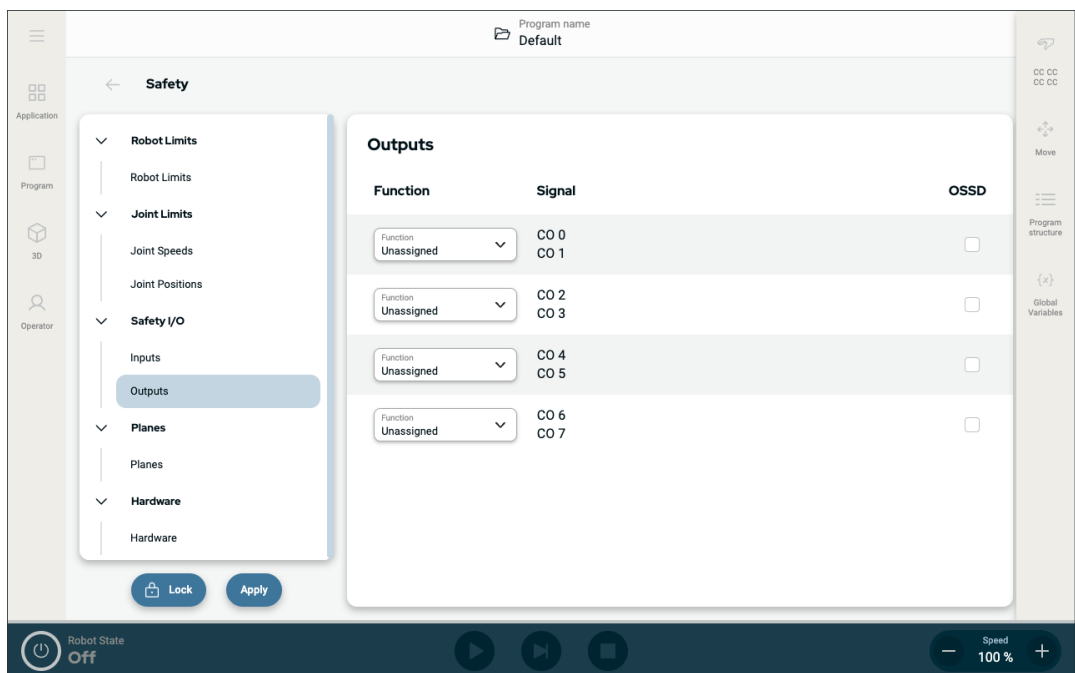 Program name
Default
Application
Program
3D
Operator
Safety
Robot Limits
Robot Limits
Joint Limits
Joint Speeds
Joint Positions
Safety I/O
Inputs
Outputs
Planes
Planes
Hardware
Hardware
Lock
Apply
Outputs
Function Signal OSSD
Function
Unassigned
CO 0
CO 1
Function
Unassigned
CO 2
CO 3
Function
Unassigned
CO 4
CO 5
Function
Unassigned
CO 6
CO 7
CC CC
CC CC
Move
Program
structure
{x}
Global
Variables
Robot State
Off
Speed
100 %